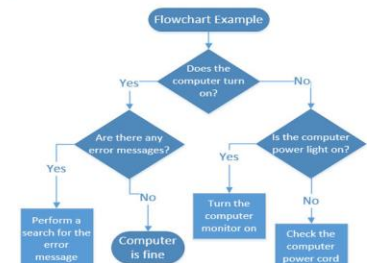 Flowchart Example
Does the
computer turn
on?
Yes
No
Are there any
error messages?
Is the computer
power light on?
Yes
No
Yes
No
Perform a
search for the
error
message
Computer
is fine
Turn the
computer
monitor on
Check the
computer
power cord